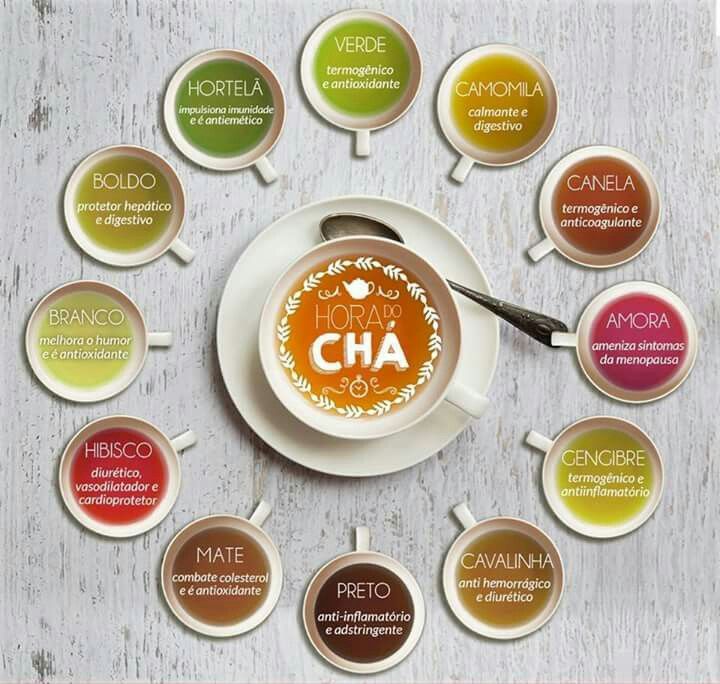 VERDE
termogênico
e antioxidante
CAMOMILA
calmante e
digestivo
CANELA
termogênico e
anticoagulante
AMORA
ameniza sintomas
da menopausa
GENGIBRE
termogênico e
antiinflamatório
CAVALINHA
anti hemorrágico
e diurético
PRETO
anti-inflamatório
e adstringente
MATE
combate colesterol
e é antioxidante
HIBISCO
diurético,
vasodilatador e
cardioprotetor
BRANCO
melhora o humor
e é antioxidante
BOLDO
protetor hepático
e digestivo
HORTELÃ
impulsiona imunidade
e é antiemético
HORA DO
CHÁ